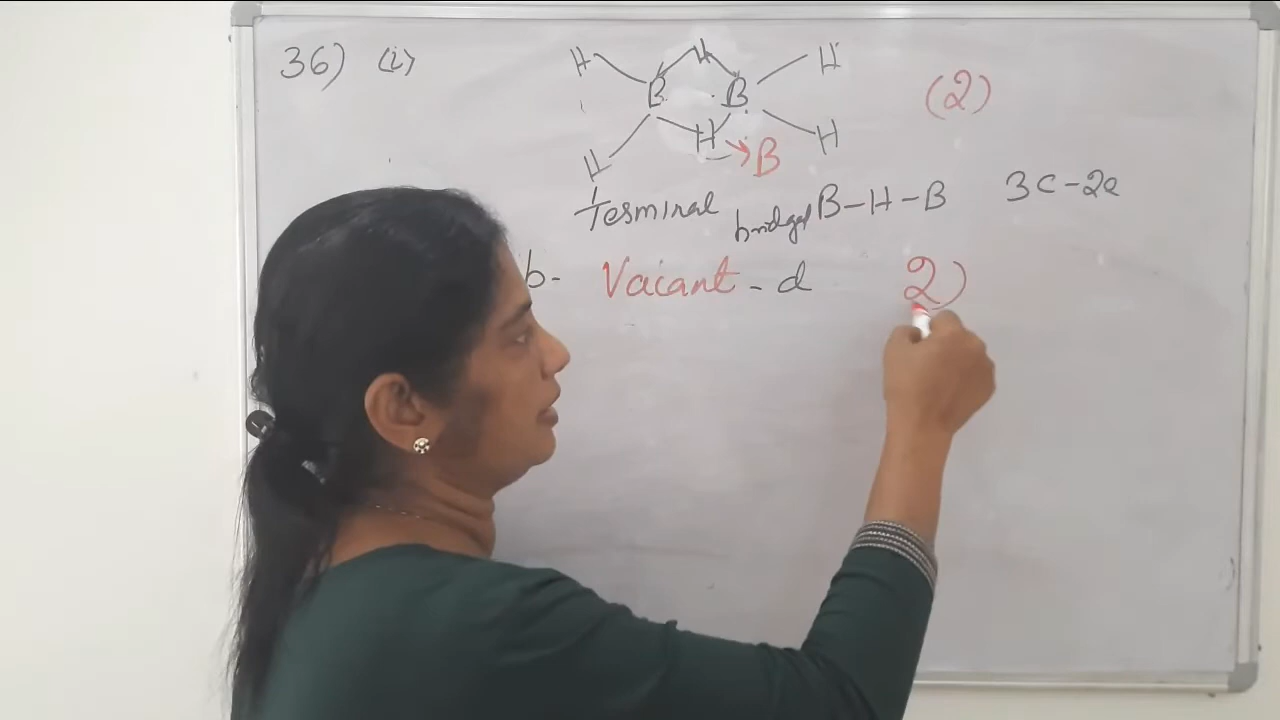 36) (i)
H H H
B B (2)
H H H
B
Terminal bridged B-H-B 3C-2e
b- Vacant - d 2)